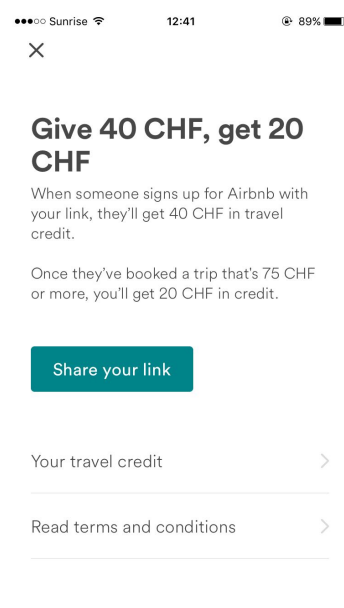 Sunrise 12:41 89%
Give 40 CHF, get 20
CHF
When someone signs up for Airbnb with
your link, they’ll get 40 CHF in travel
credit.
Once they’ve booked a trip that's 75 CHF
or more, you’ll get 20 CHF in credit.
Share your link
Your travel credit
Read terms and conditions